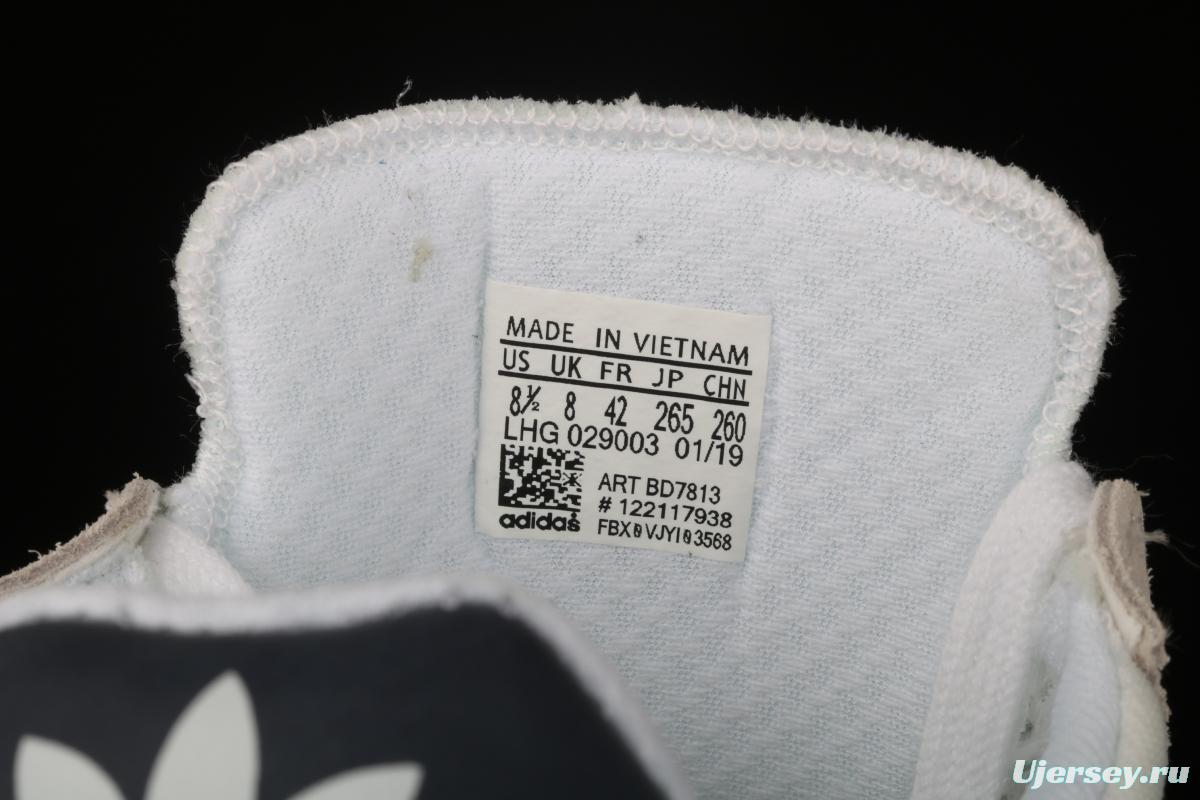 MADE IN VIETNAM
US UK FR JP CHN
8½ 8 42 265 260
LHG 029003 01/19
ART BD7813
# 122117938
FBX0VJYI03568
adidas
Ujersey.ru